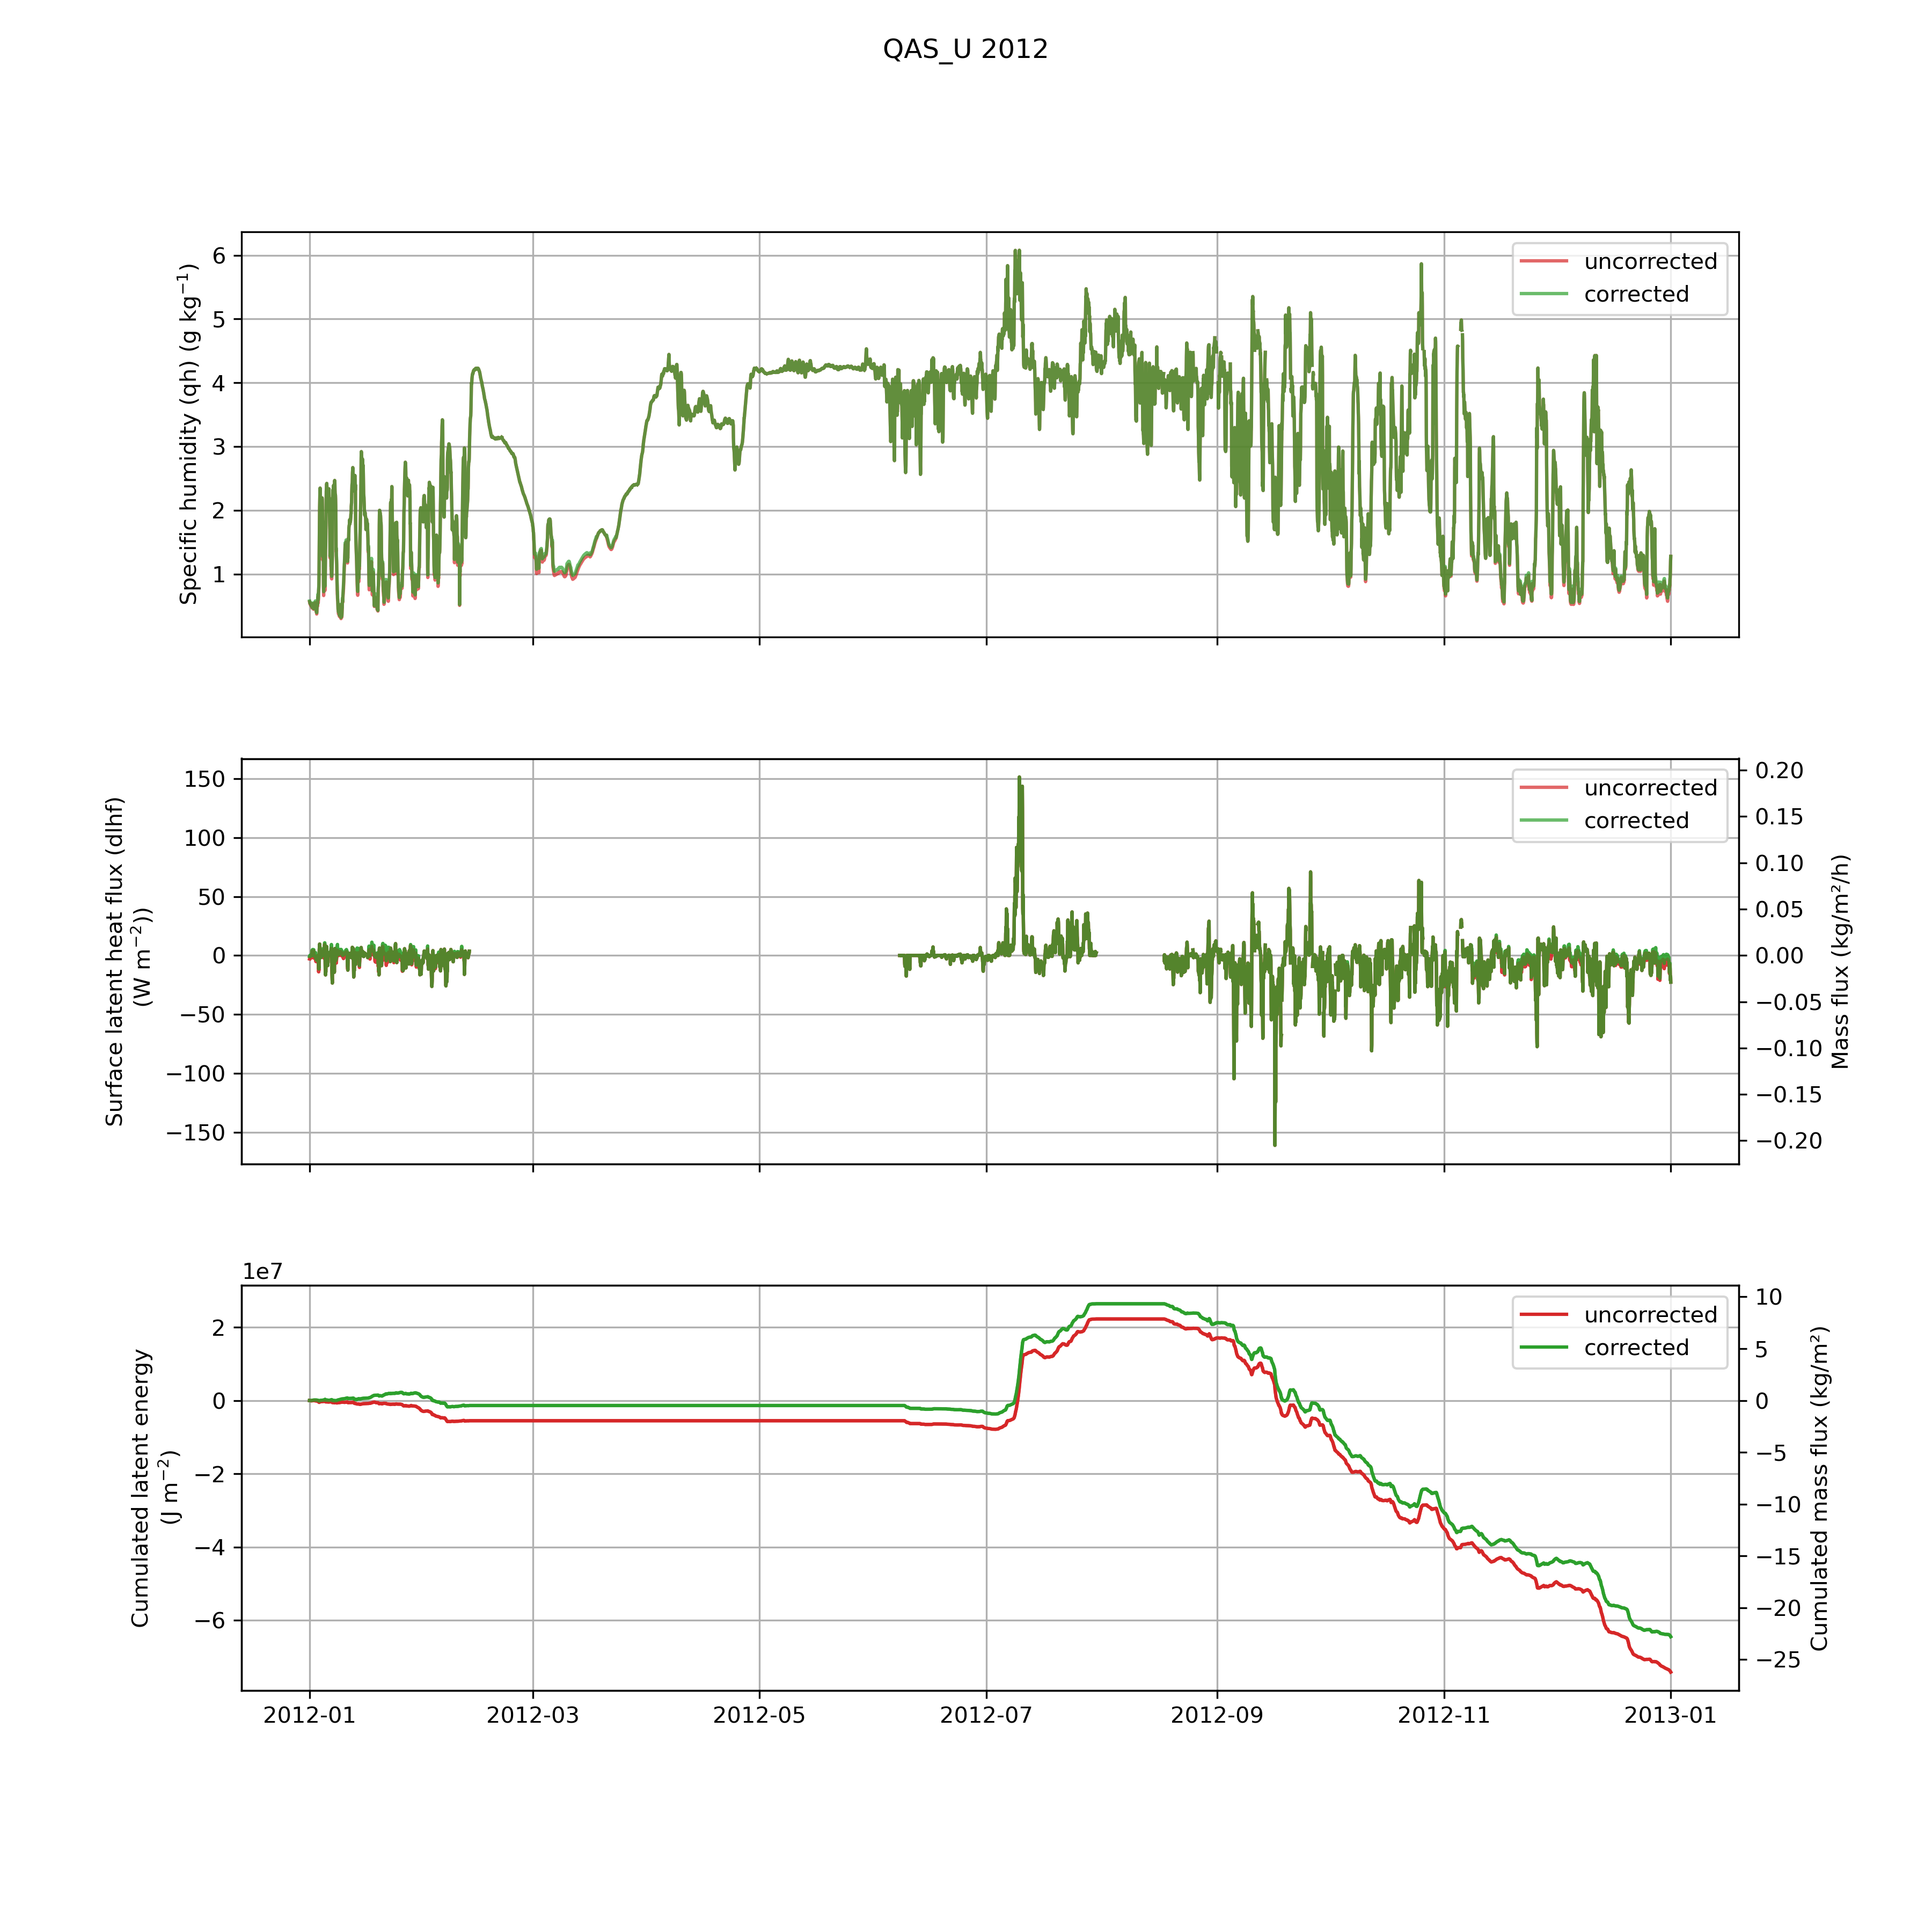 QAS_U 2012
Specific humidity (qh) (g kg⁻¹)
6
5
4
3
2
1
uncorrected
corrected
Surface latent heat flux (dlhf)
(W m⁻²))
150
100
50
0
−50
−100
−150
uncorrected
corrected
0.20
0.15
0.10
0.05
0.00
−0.05
−0.10
−0.15
−0.20
Mass flux (kg/m²/h)
1e7
Cumulated latent energy
(J m⁻²)
2
0
−2
−4
−6
uncorrected
corrected
10
5
0
−5
−10
−15
−20
−25
Cumulated mass flux (kg/m²)
2012-01 2012-03 2012-05 2012-07 2012-09 2012-11 2013-01